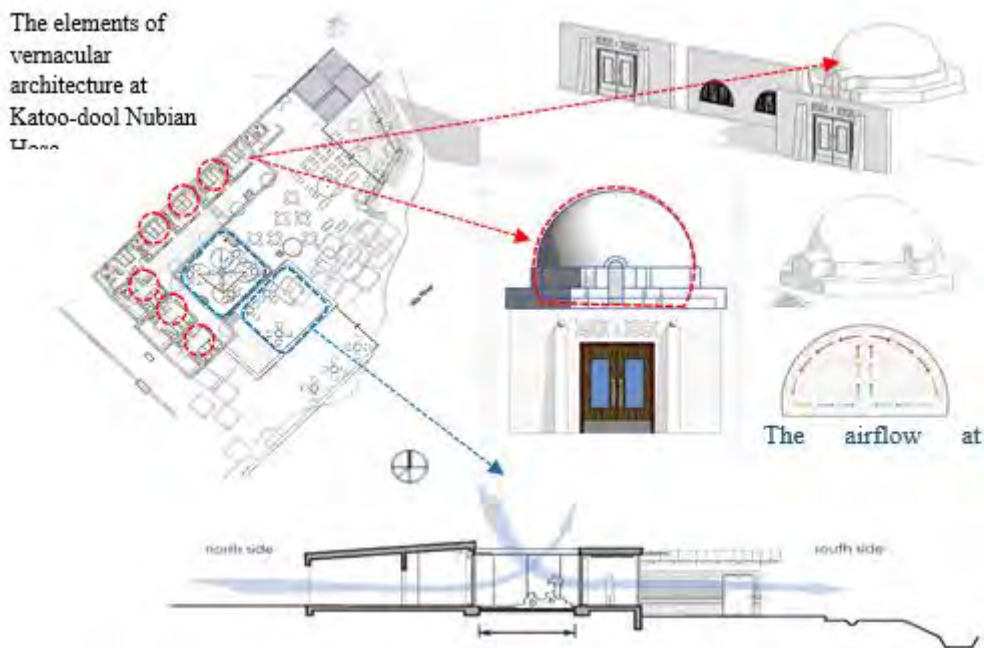 The elements of
vernacular
architecture at
Katoo-dool Nubian
The airflow at
north side
south side